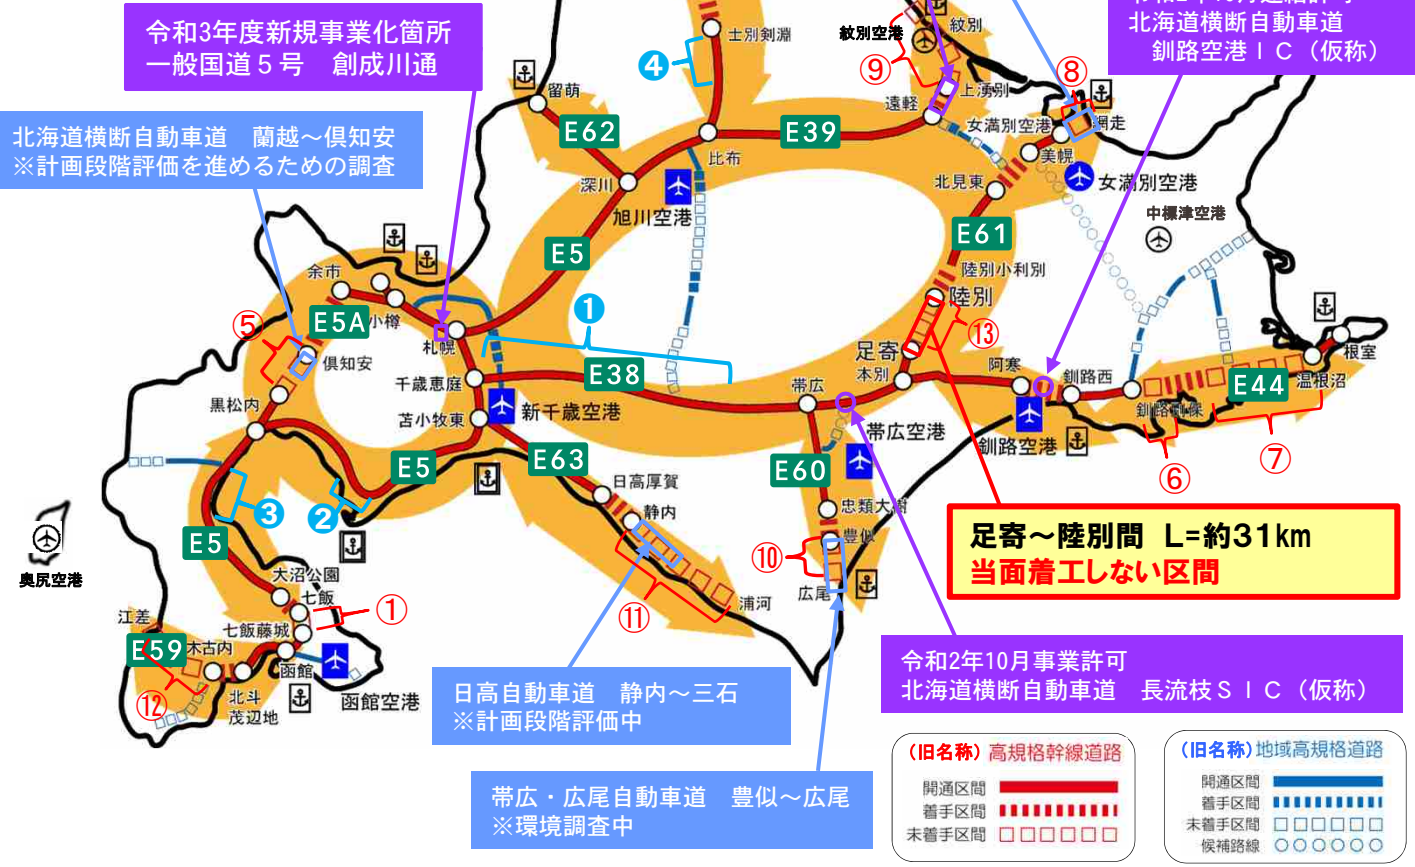 令和3年度新規事業化箇所
一般国道5号　創成川通
北海道横断自動車道
釧路空港IC（仮称）
北海道横断自動車道　蘭越～倶知安
※計画段階評価を進めるための調査
士別剣淵
紋別空港
紋別
④
⑨
⑧
留萌
遠軽
上湧別
女満別空港
網走
E62
E39
比布
美幌
深川
北見東
女満別空港
旭川空港
中標津空港
E5
E61
余市
陸別小利別
陸別
E5A
小樽
①
⑤
札幌
⑬
倶知安
足寄
根室
阿寒
千歳恵庭
E38
本別
釧路西
帯広
E44
温根沼
黒松内
新千歳空港
苫小牧東
釧路別保
帯広空港
釧路空港
E5
E63
E60
⑦
⑥
日高厚賀
③
②
忠類大樹
静内
足寄～陸別間　L=約31km
当面着工しない区間
E5
豊似
⑩
奥尻空港
大沼公園
広尾
七飯
浦河
①
⑪
江差
七飯藤城
E59
木古内
函館
令和2年10月事業許可
北海道横断自動車道　長流枝SIC（仮称）
北斗
茂辺地
⑫
函館空港
日高自動車道　静内～三石
※計画段階評価中
帯広・広尾自動車道　豊似～広尾
※環境調査中
（旧名称）高規格幹線道路
開通区間
着手区間
未着手区間
（旧名称）地域高規格道路
開通区間
着手区間
未着手区間
候補路線